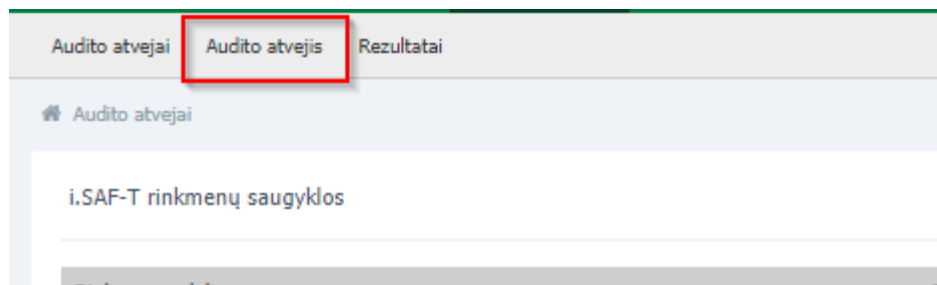 Audito atvejai Audito atvejis Rezultatai
Audito atvejai
i.SAF-T rinkmenų saugyklos